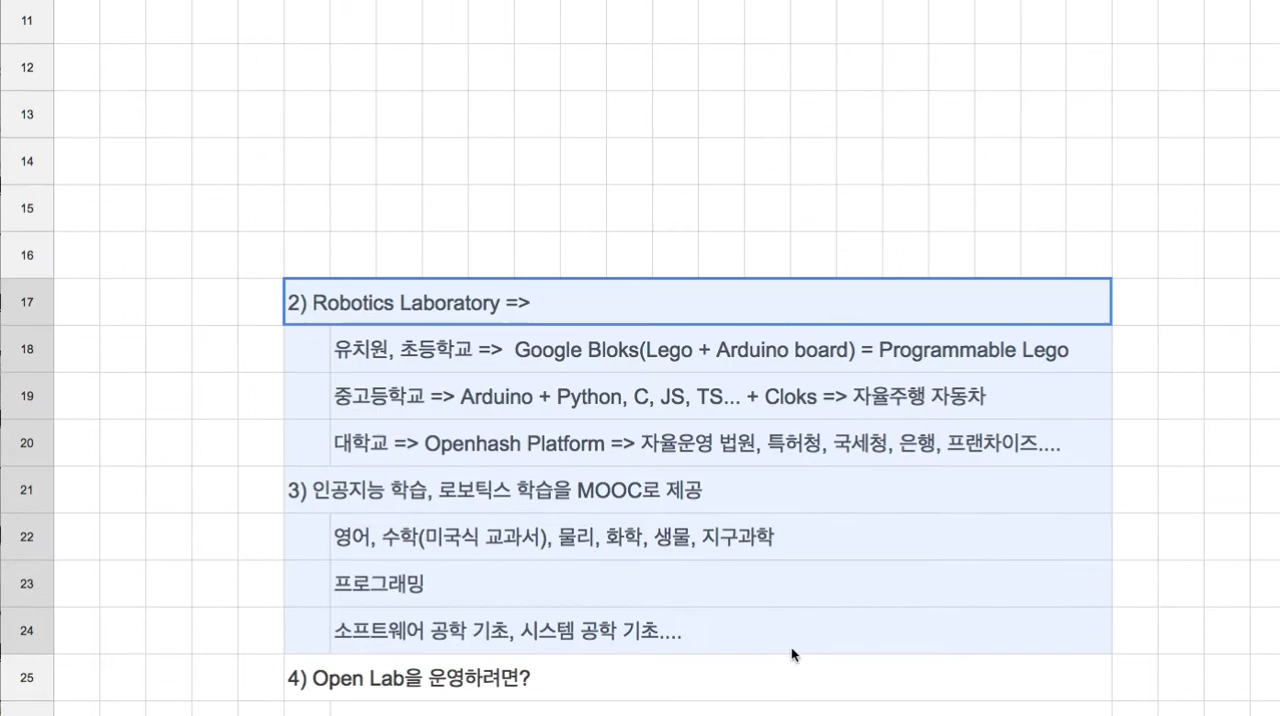 11
12
13
14
15
16
17 2) Robotics Laboratory =>
18 유치원, 초등학교 => Google Bloks(Lego + Arduino board) = Programmable Lego
19 중고등학교 => Arduino + Python, C, JS, TS... + Cloks => 자율주행 자동차
20 대학교 => Openhash Platform => 자율운영 법원, 특허청, 국세청, 은행, 프랜차이즈....
21 3) 인공지능 학습, 로보틱스 학습을 MOOC로 제공
22 영어, 수학(미국식 교과서), 물리, 화학, 생물, 지구과학
23 프로그래밍
24 소프트웨어 공학 기초, 시스템 공학 기초....
25 4) Open Lab을 운영하려면?